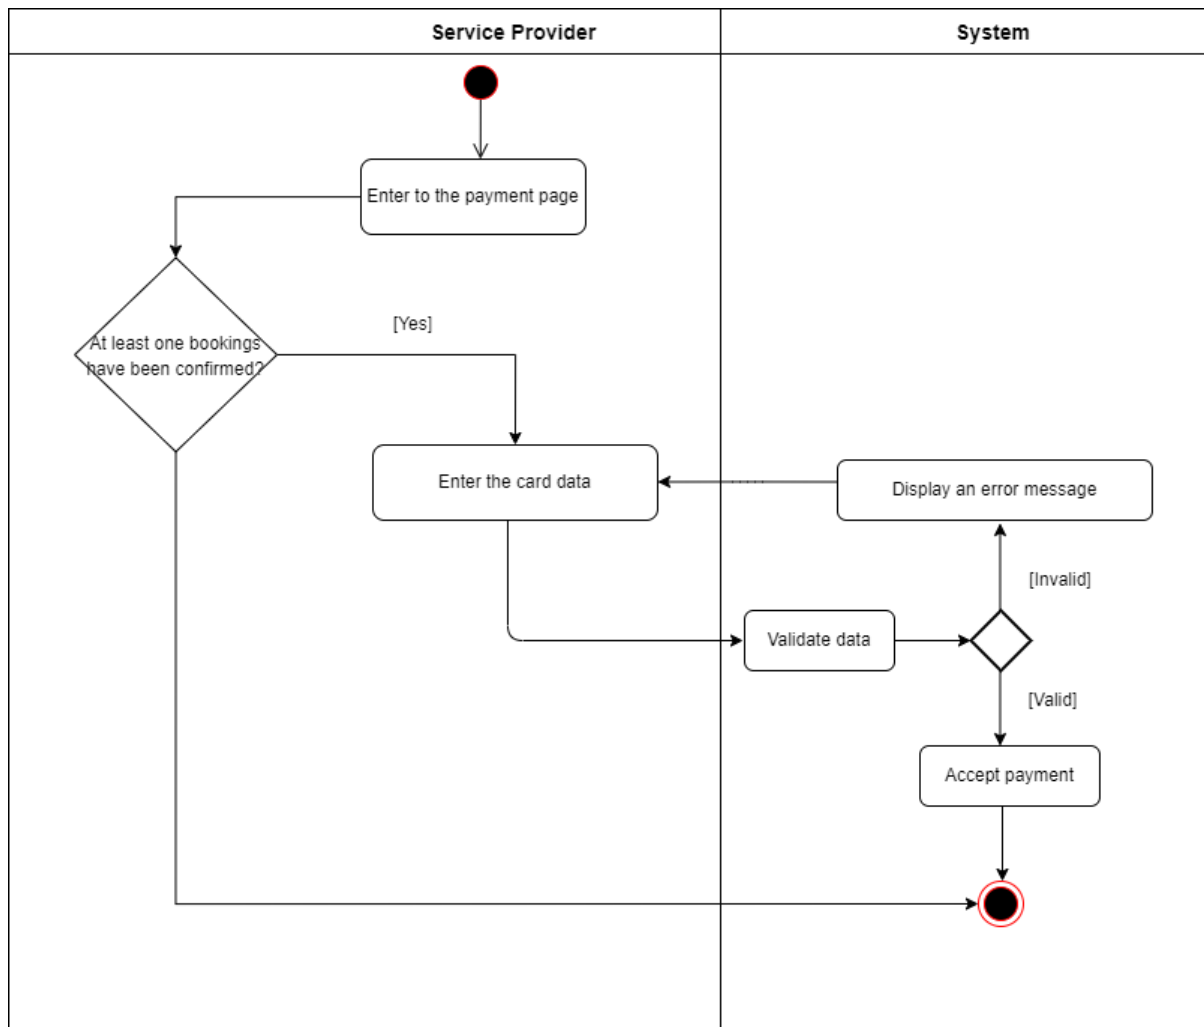 Service Provider
System
Enter to the payment page
At least one bookings
have been confirmed?
[Yes]
Enter the card data
Display an error message
[Invalid]
Validate data
[Valid]
Accept payment